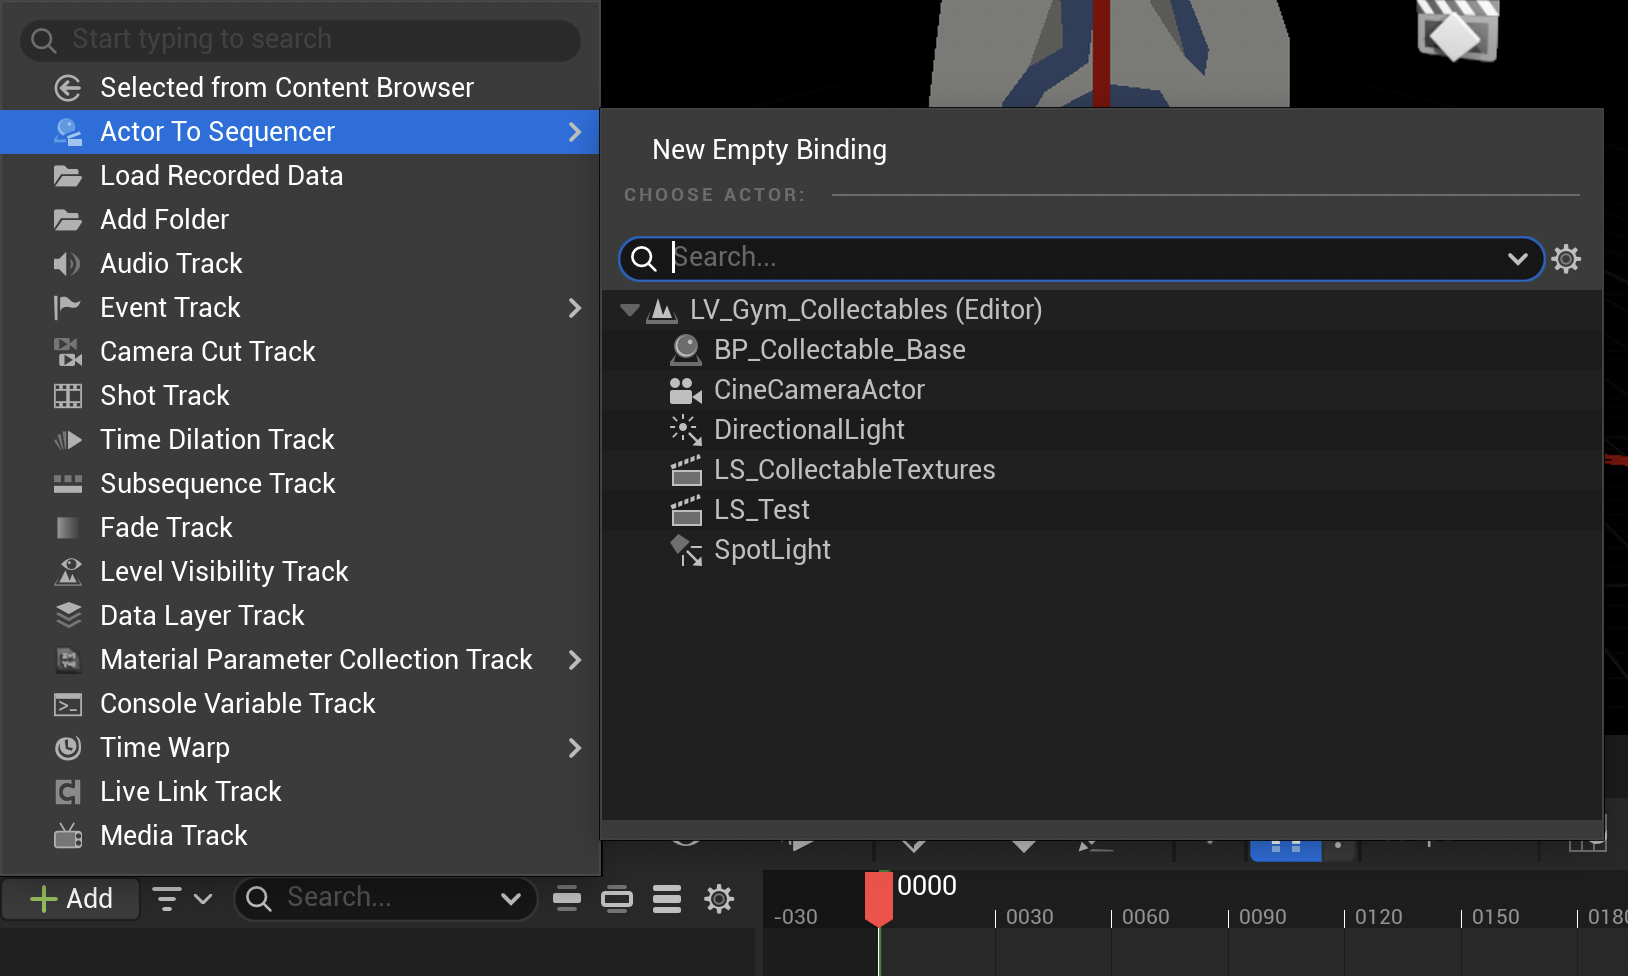 Start typing to search
Selected from Content Browser
Actor To Sequencer
Load Recorded Data
Add Folder
Audio Track
Event Track
Camera Cut Track
Shot Track
Time Dilation Track
Subsequence Track
Fade Track
Level Visibility Track
Data Layer Track
Material Parameter Collection Track
Console Variable Track
Time Warp
Live Link Track
Media Track
New Empty Binding
CHOOSE ACTOR:
Search...
LV_Gym_Collectables (Editor)
BP_Collectable_Base
CineCameraActor
DirectionalLight
LS_CollectableTextures
LS_Test
SpotLight
Add
Search...
0000
-030
0030
0060
0090
0120
0150
0180